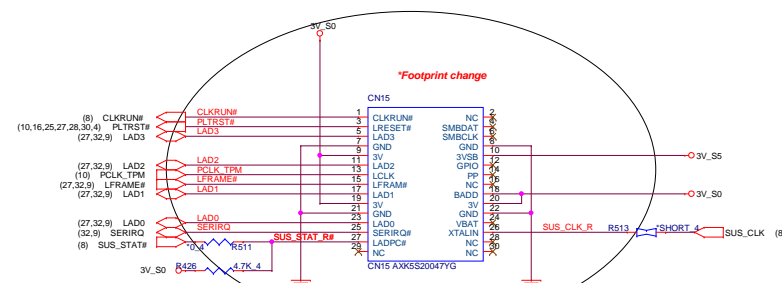 3V_S0
*Footprint change
CN15
(8) CLKRUN# CLKRUN# 1 CLKRUN# NC 2
(10,16,25,27,28,30,4) PLTRST# PLTRST# 3 LRESET# SMBDAT 4
(27,32,9) LAD3 LAD3 5 LAD3 SMBCLK 6
7 GND GND 8
9 3V 3VSB 10 3V_S5
(27,32,9) LAD2 LAD2 11 LAD2 GPIO 12
(10) PCLK_TPM PCLK_TPM 13 LCLK PP 14
(27,32,9) LFRAME# LFRAME# 15 LFRAM# NC 16
(27,32,9) LAD1 LAD1 17 LAD1 BADD 18 3V_S0
19 3V 3V 20
21 GND GND 22
(27,32,9) LAD0 LAD0 23 LAD0 VBAT 24
(32,9) SERIRQ SERIRQ 25 SERIRQ# XTALIN 26 SUS_CLK_R R513 *SHORT_4 SUS_CLK (8
(8) SUS_STAT# *0_4 R511 SUS_STAT_R# 27 LADPC# NC 28
29 NC NC 30
3V_S0 R426 4.7K_4
CN15 AXK5S20047YG